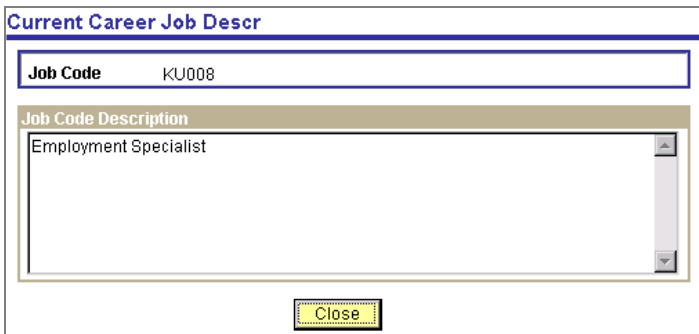 Current Career Job Descr
Job Code KU008
Job Code Description
Employment Specialist
Close